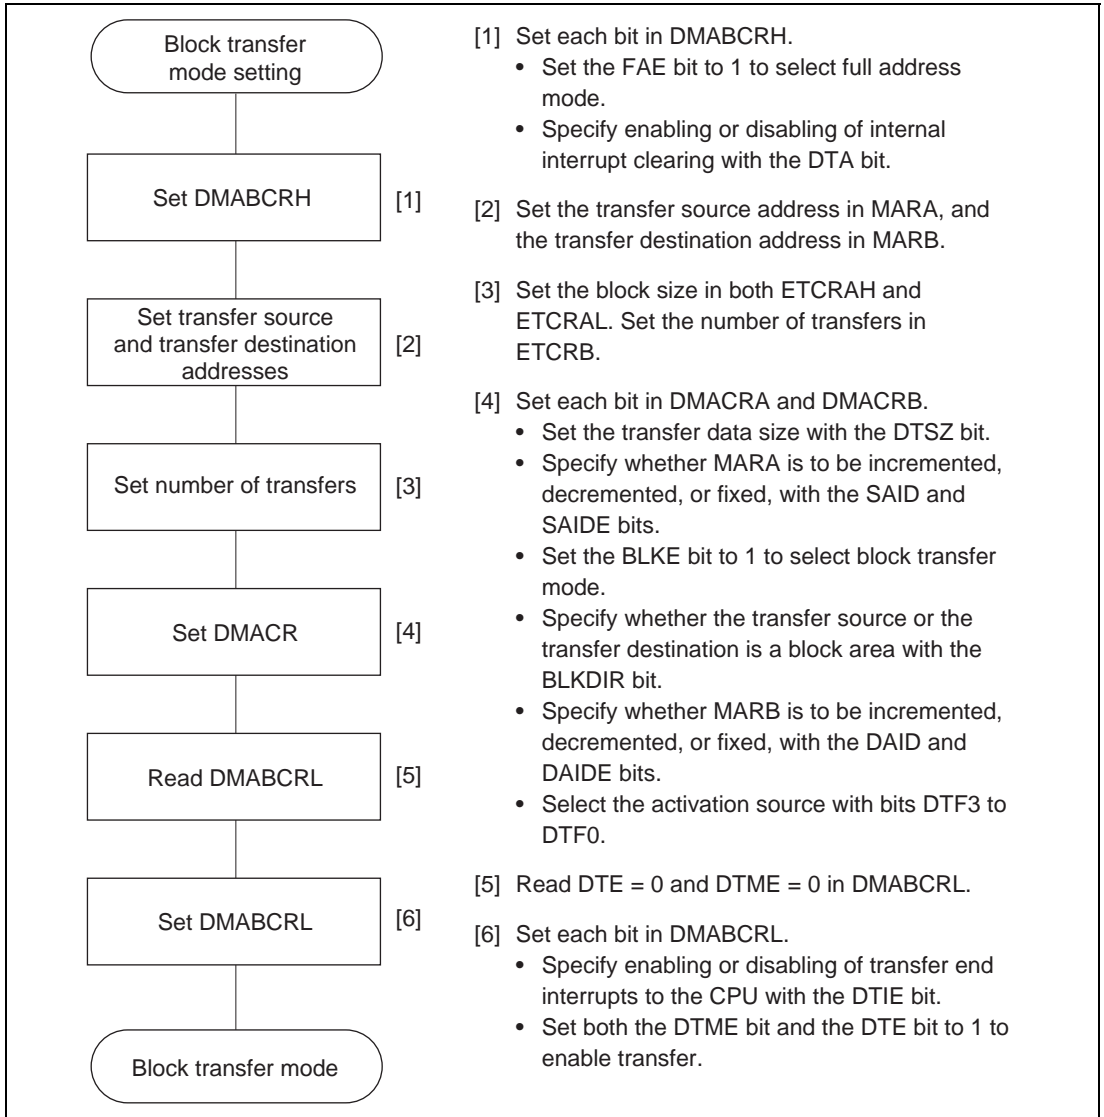 Block transfer
mode setting
Set DMABCRH
[1]
Set transfer source
and transfer destination
addresses
[2]
Set number of transfers
[3]
Set DMACR
[4]
Read DMABCRL
[5]
Set DMABCRL
[6]
Block transfer mode
[1] Set each bit in DMABCRH.
• Set the FAE bit to 1 to select full address
mode.
• Specify enabling or disabling of internal
interrupt clearing with the DTA bit.
[2] Set the transfer source address in MARA, and
the transfer destination address in MARB.
[3] Set the block size in both ETCRAH and
ETCRAL. Set the number of transfers in
ETCRB.
[4] Set each bit in DMACRA and DMACRB.
• Set the transfer data size with the DTSZ bit.
• Specify whether MARA is to be incremented,
decremented, or fixed, with the SAID and
SAIDE bits.
• Set the BLKE bit to 1 to select block transfer
mode.
• Specify whether the transfer source or the
transfer destination is a block area with the
BLKDIR bit.
• Specify whether MARB is to be incremented,
decremented, or fixed, with the DAID and
DAIDE bits.
• Select the activation source with bits DTF3 to
DTF0.
[5] Read DTE = 0 and DTME = 0 in DMABCRL.
[6] Set each bit in DMABCRL.
• Specify enabling or disabling of transfer end
interrupts to the CPU with the DTIE bit.
• Set both the DTME bit and the DTE bit to 1 to
enable transfer.